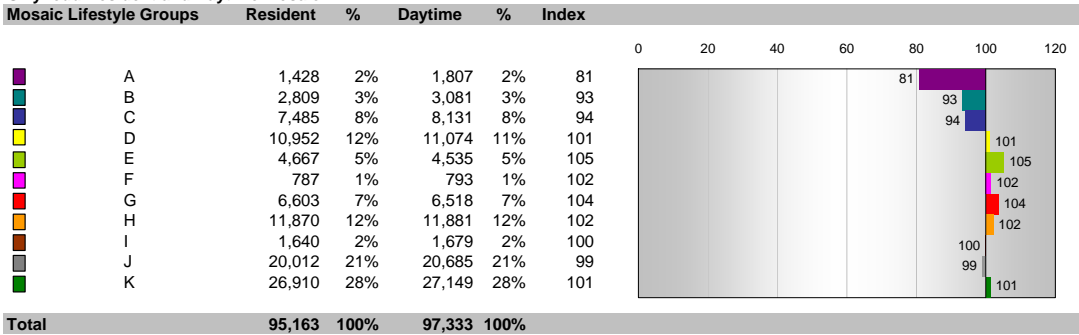 Mosaic Lifestyle Groups Resident % Daytime % Index
0 20 40 60 80 100 120
A 1,428 2% 1,807 2% 81 81
B 2,809 3% 3,081 3% 93 93
C 7,485 8% 8,131 8% 94 94
D 10,952 12% 11,074 11% 101 101
E 4,667 5% 4,535 5% 105 105
F 787 1% 793 1% 102 102
G 6,603 7% 6,518 7% 104 104
H 11,870 12% 11,881 12% 102 102
I 1,640 2% 1,679 2% 100 100
J 20,012 21% 20,685 21% 99 99
K 26,910 28% 27,149 28% 101 101
Total 95,163 100% 97,333 100%